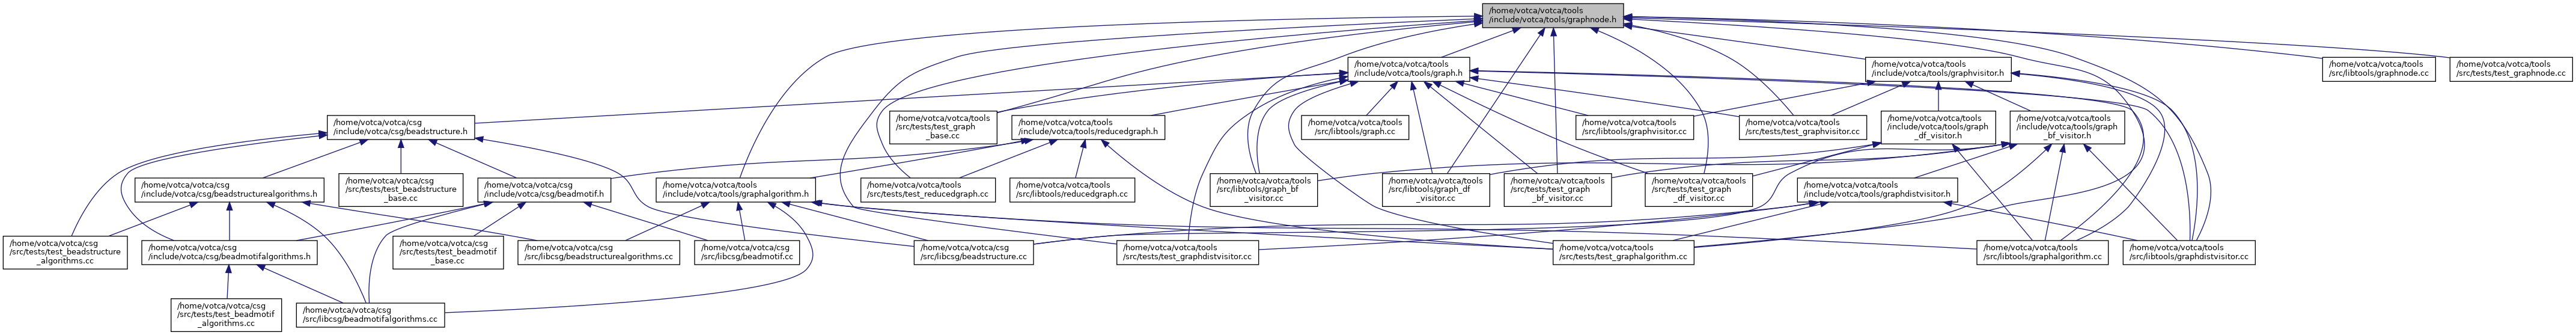 /home/votca/votca/tools
/include/votca/tools/graphnode.h
/home/votca/votca/tools
/include/votca/tools/graph.h
/home/votca/votca/tools
/include/votca/tools/graphvisitor.h
/home/votca/votca/tools
/src/libtools/graphnode.cc
/home/votca/votca/tools
/src/tests/test_graphnode.cc
/home/votca/votca/csg
/include/votca/csg/beadstructure.h
/home/votca/votca/tools
/src/tests/test_graph
_base.cc
/home/votca/votca/tools
/include/votca/tools/reducedgraph.h
/home/votca/votca/tools
/src/libtools/graph.cc
/home/votca/votca/tools
/src/libtools/graphvisitor.cc
/home/votca/votca/tools
/src/tests/test_graphvisitor.cc
/home/votca/votca/tools
/include/votca/tools/graph
_df_visitor.h
/home/votca/votca/tools
/include/votca/tools/graph
_bf_visitor.h
/home/votca/votca/csg
/include/votca/csg/beadstructurealgorithms.h
/home/votca/votca/csg
/src/tests/test_beadstructure
_base.cc
/home/votca/votca/csg
/include/votca/csg/beadmotif.h
/home/votca/votca/tools
/include/votca/tools/graphalgorithm.h
/home/votca/votca/tools
/src/tests/test_reducedgraph.cc
/home/votca/votca/tools
/src/libtools/reducedgraph.cc
/home/votca/votca/tools
/src/libtools/graph_bf
_visitor.cc
/home/votca/votca/tools
/src/libtools/graph_df
_visitor.cc
/home/votca/votca/tools
/src/tests/test_graph
_bf_visitor.cc
/home/votca/votca/tools
/src/tests/test_graph
_df_visitor.cc
/home/votca/votca/tools
/include/votca/tools/graphdistvisitor.h
/home/votca/votca/csg
/src/tests/test_beadstructure
_algorithms.cc
/home/votca/votca/csg
/include/votca/csg/beadmotifalgorithms.h
/home/votca/votca/csg
/src/tests/test_beadmotif
_base.cc
/home/votca/votca/csg
/src/libcsg/beadstructurealgorithms.cc
/home/votca/votca/csg
/src/libcsg/beadmotif.cc
/home/votca/votca/csg
/src/libcsg/beadstructure.cc
/home/votca/votca/tools
/src/tests/test_graphdistvisitor.cc
/home/votca/votca/tools
/src/tests/test_graphalgorithm.cc
/home/votca/votca/tools
/src/libtools/graphalgorithm.cc
/home/votca/votca/tools
/src/libtools/graphdistvisitor.cc
/home/votca/votca/csg
/src/tests/test_beadmotif
_algorithms.cc
/home/votca/votca/csg
/src/libcsg/beadmotifalgorithms.cc